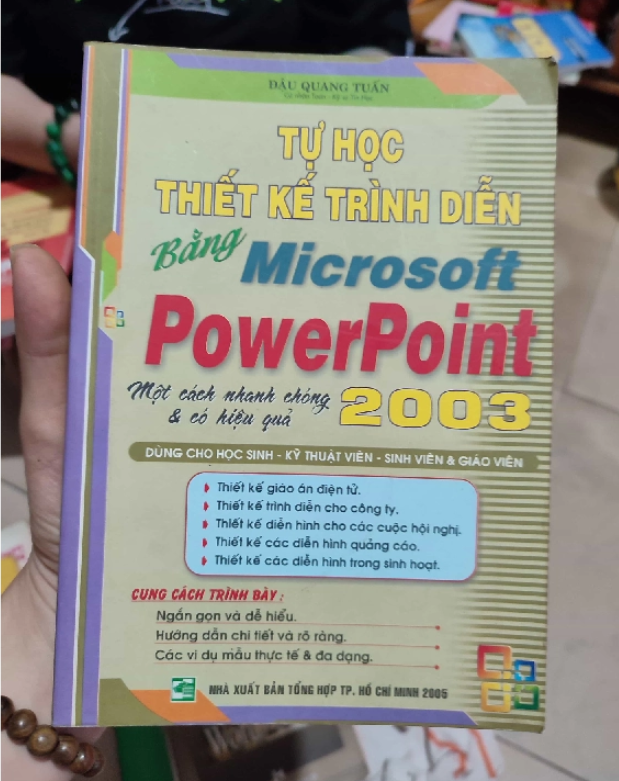 ĐẬU QUANG TUẤN
TỰ HỌC
THIẾT KẾ TRÌNH DIỄN
Bằng Microsoft
PowerPoint
Một cách nhanh chóng
& có hiệu quả
2003
DÙNG CHO HỌC SINH - KỸ THUẬT VIÊN - SINH VIÊN & GIÁO VIÊN
Thiết kế giáo án điện tử.
Thiết kế trình diễn cho công ty.
Thiết kế diễn hình cho các cuộc hội nghị.
Thiết kế các diễn hình quảng cáo.
Thiết kế các diễn hình trong sinh hoạt.
CUNG CÁCH TRÌNH BÀY :
Ngắn gọn và dễ hiểu.
Hướng dẫn chi tiết và rõ ràng.
Các ví dụ mẫu thực tế & đa dạng.
NHÀ XUẤT BẢN TỔNG HỢP TP. HỒ CHÍ MINH 2005